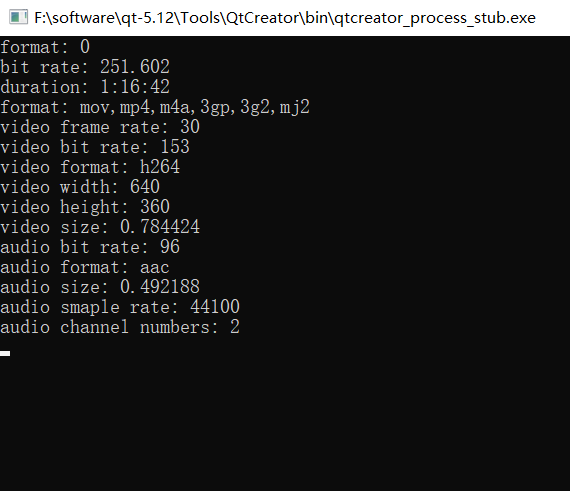 F:\software\qt-5.12\Tools\QtCreator\bin\qtcreator_process_stub.exe
format: 0
bit rate: 251.602
duration: 1:16:42
format: mov,mp4,m4a,3gp,3g2,mj2
video frame rate: 30
video bit rate: 153
video format: h264
video width: 640
video height: 360
video size: 0.784424
audio bit rate: 96
audio format: aac
audio size: 0.492188
audio smaple rate: 44100
audio channel numbers: 2